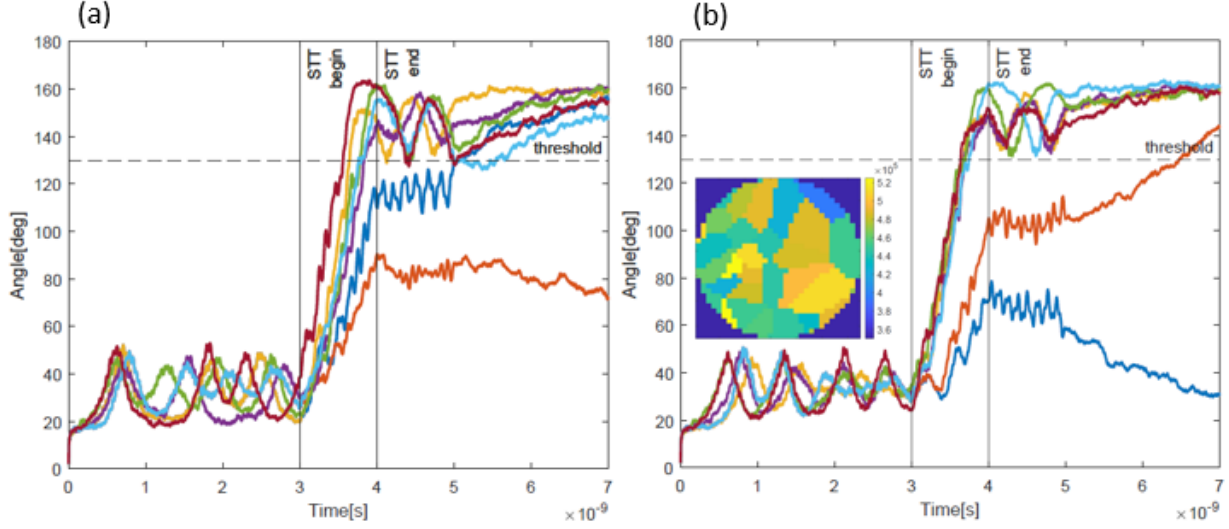 (a)
180
160
140
120
100
80
60
40
20
0
Angle[deg]
STT
begin
STT
end
threshold
0 1 2 3 4 5 6 7
Time[s]
×10⁻⁹
(b)
180
160
140
120
100
80
60
40
20
0
Angle[deg]
STT
begin
STT
end
threshold
×10⁵
5.2
5
4.8
4.6
4.4
4.2
4
3.8
3.6
0 1 2 3 4 5 6 7
Time[s]
×10⁻⁹